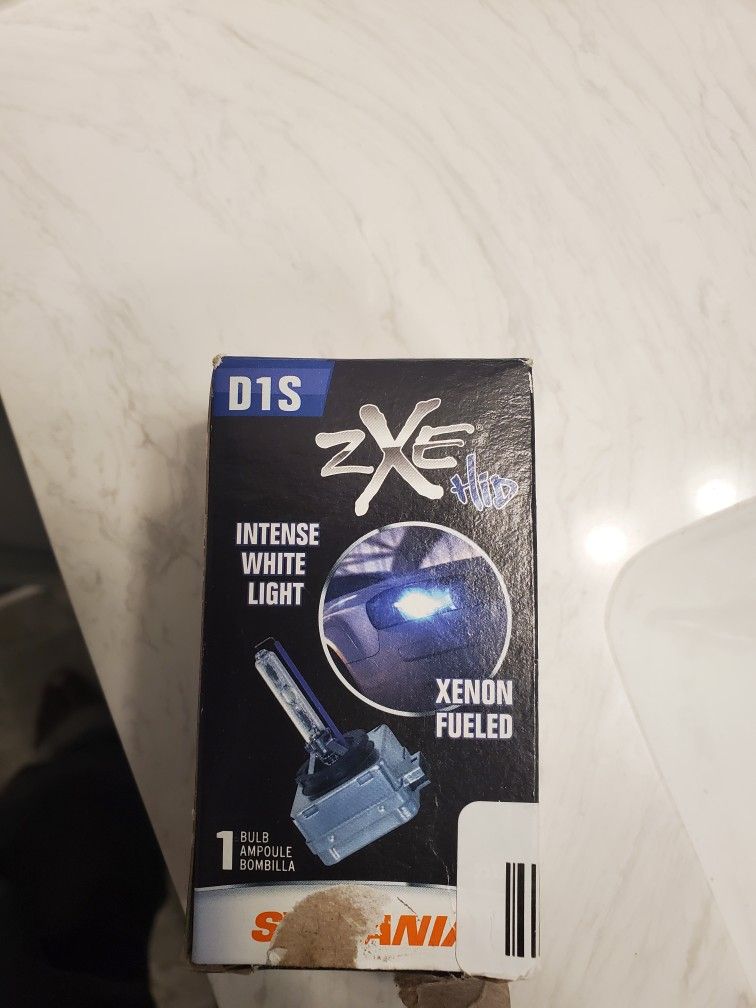 D1S
ZXE
HiD
INTENSE
WHITE
LIGHT
XENON
FUELED
1 BULB
AMPOULE
BOMBILLA